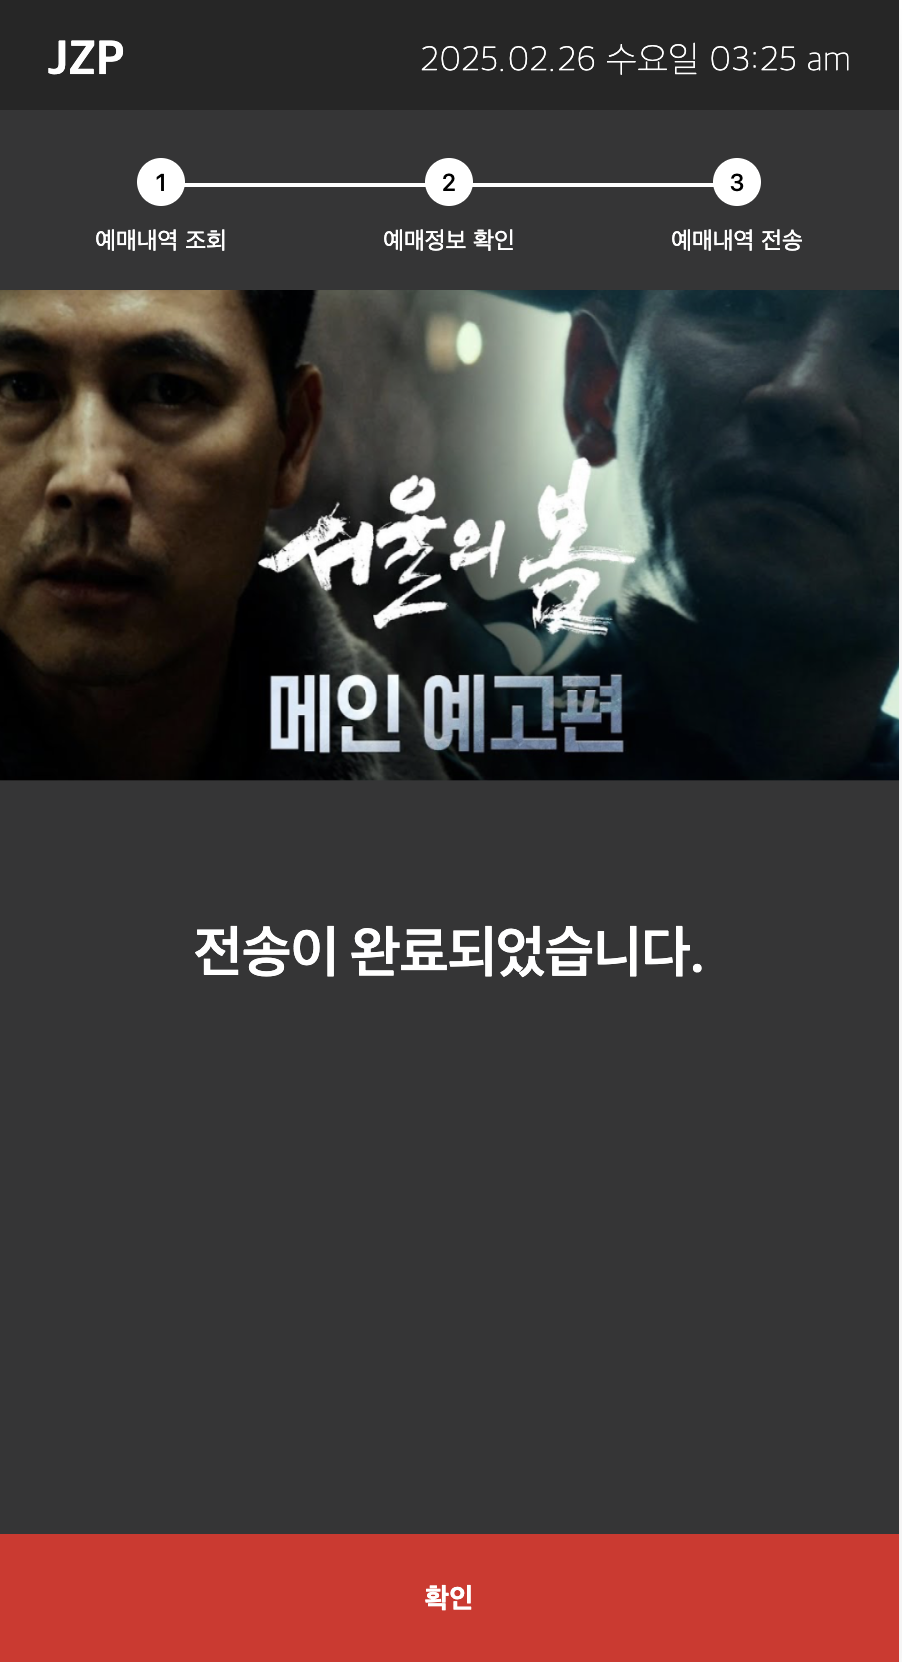 JZP 2025.02.26 수요일 03:25 am
1 2 3
예매내역 조회 예매정보 확인 예매내역 전송
서울의 봄
메인 예고편
전송이 완료되었습니다.
확인